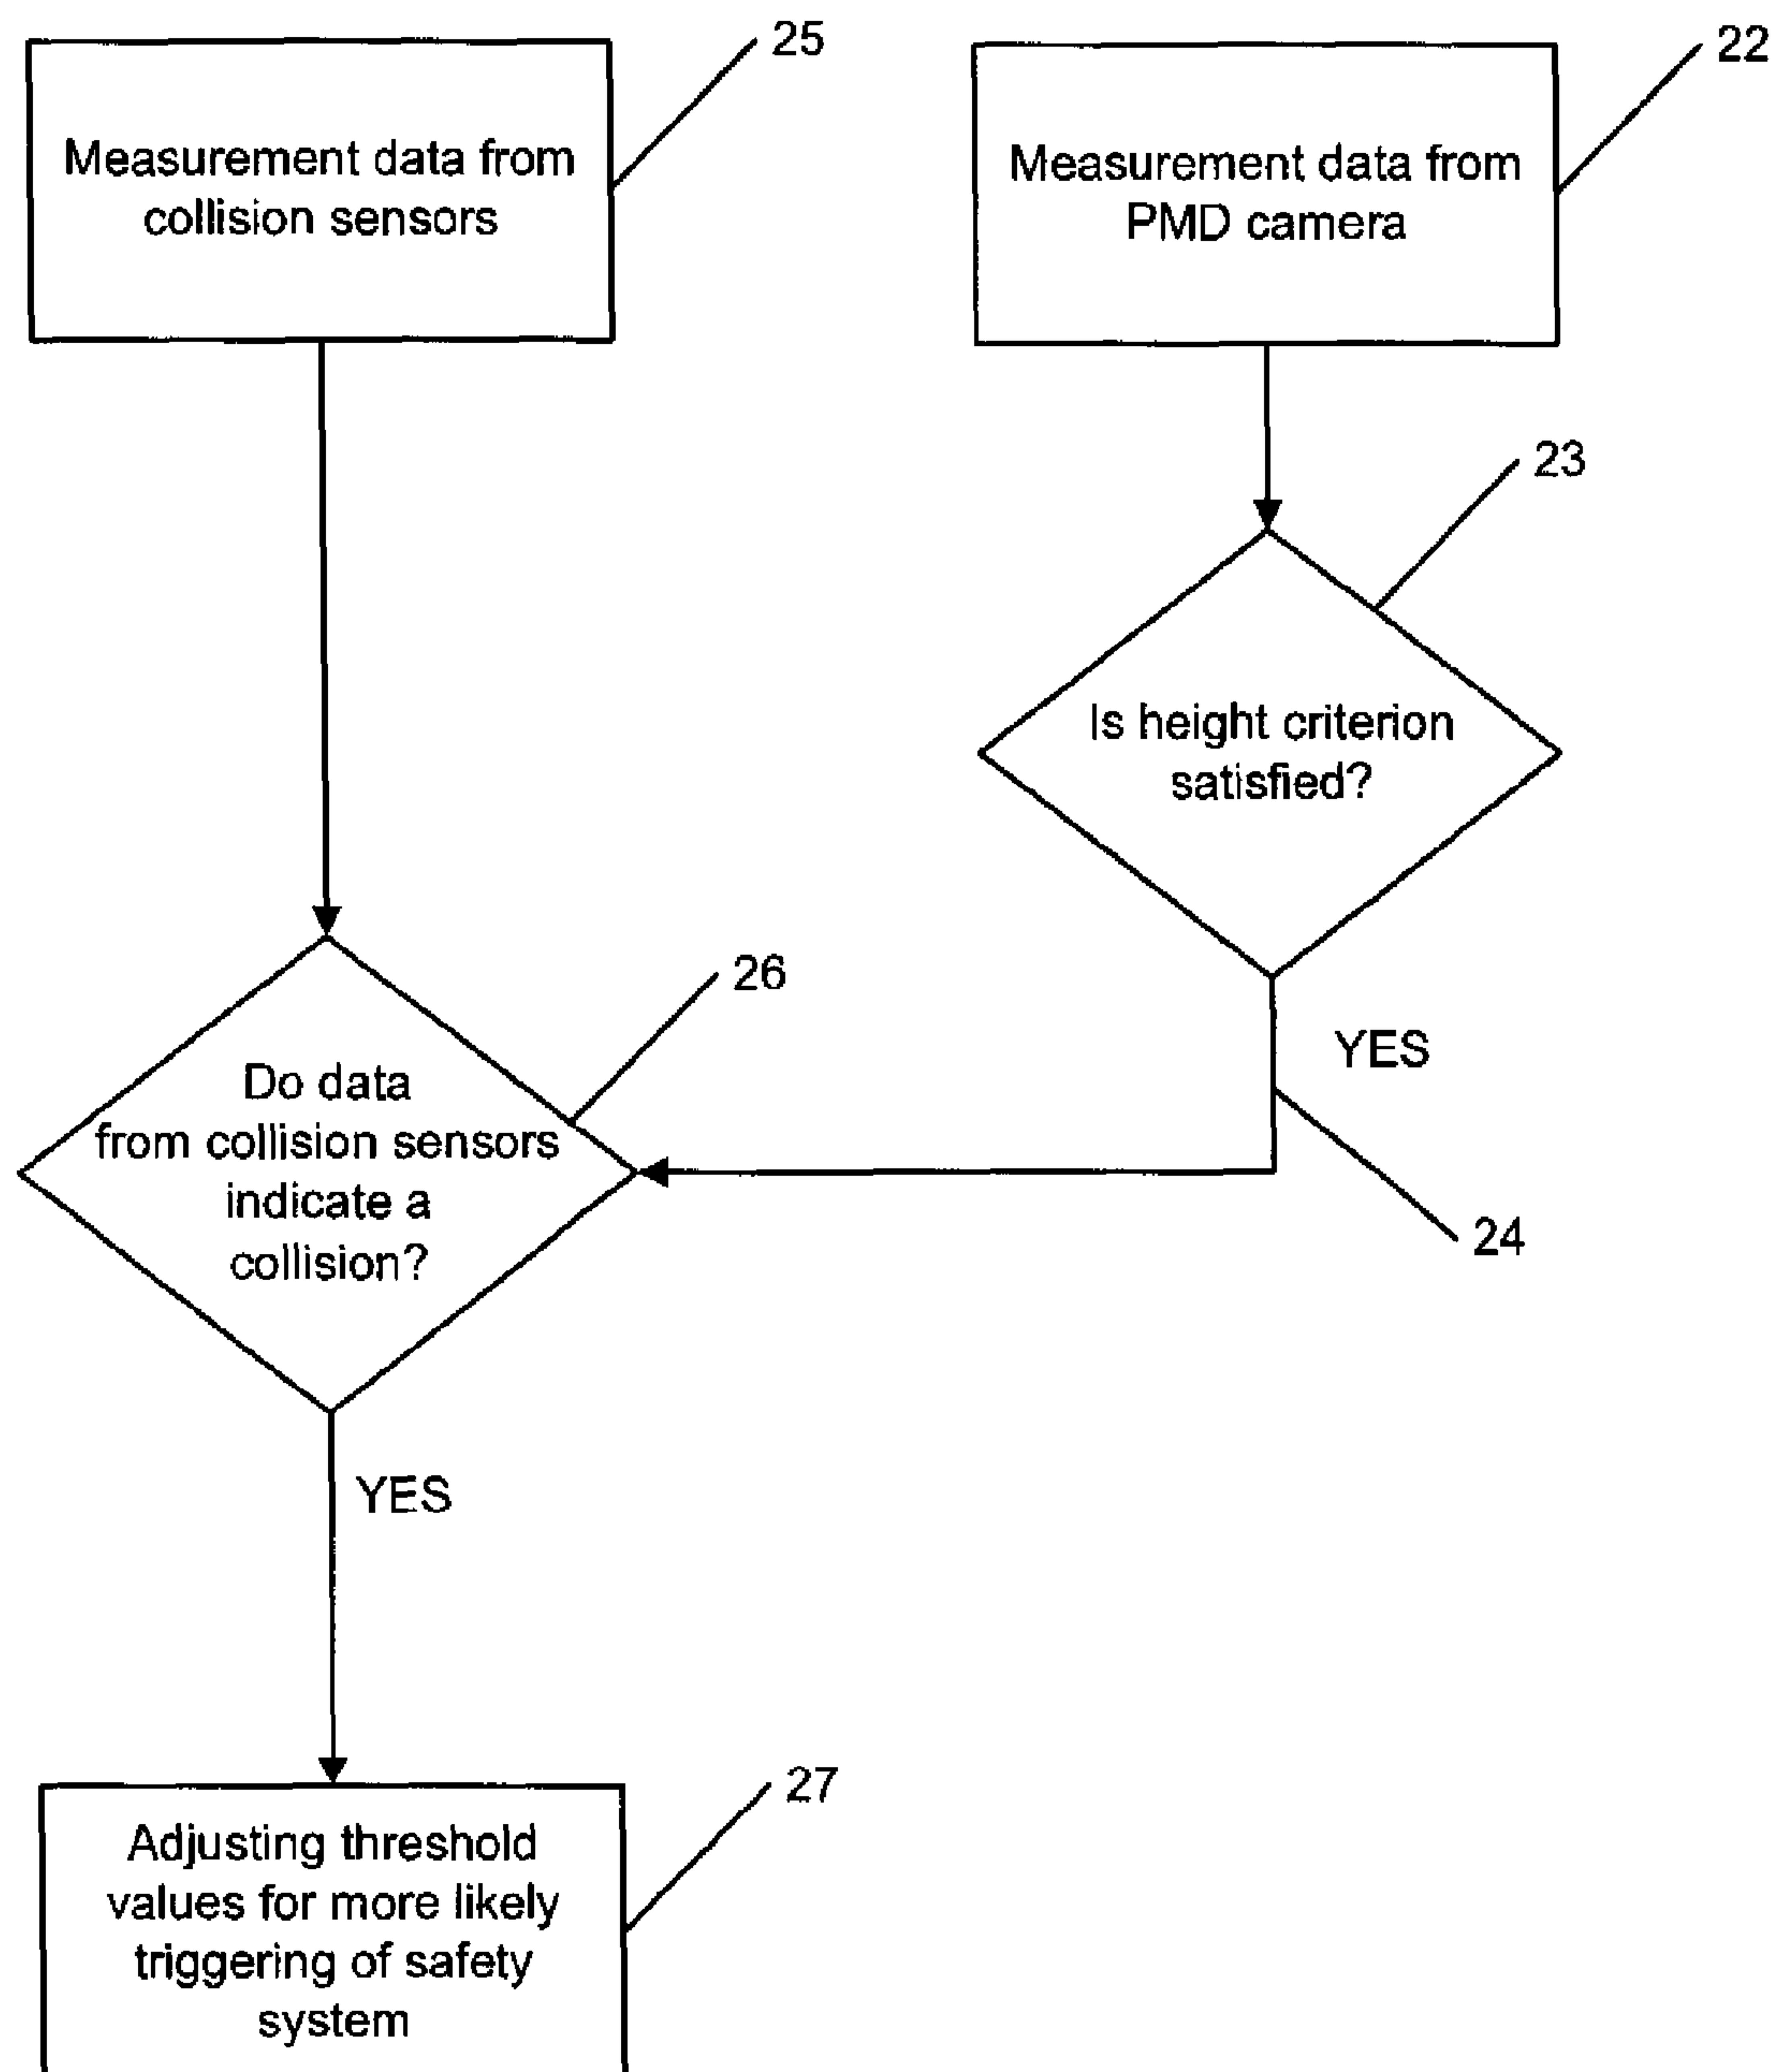 25
Measurement data from
collision sensors
22
Measurement data from
PMD camera
23
Is height criterion
satisfied?
YES
24
26
Do data
from collision sensors
indicate a
collision?
YES
27
Adjusting threshold
values for more likely
triggering of safety
system